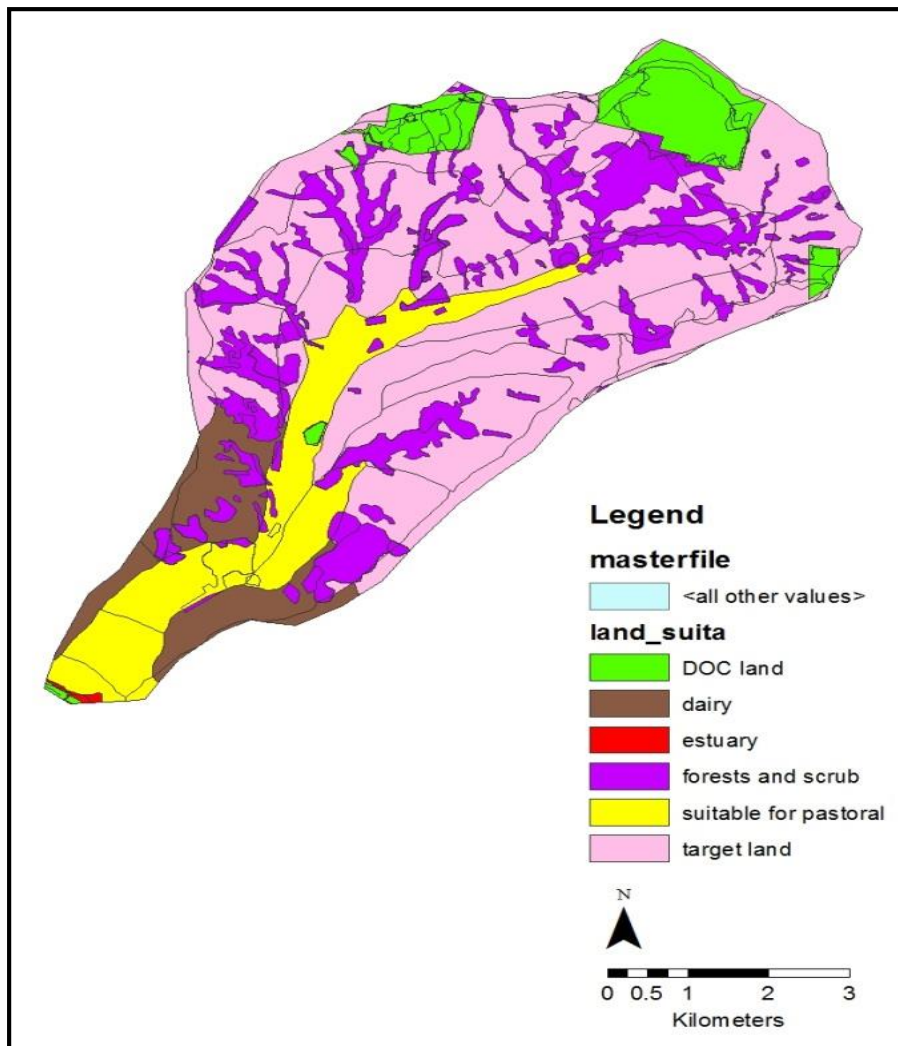 Legend
masterfile
<all other values>
land_suita
DOC land
dairy
estuary
forests and scrub
suitable for pastoral
target land
N
0 0.5 1 2 3
Kilometers